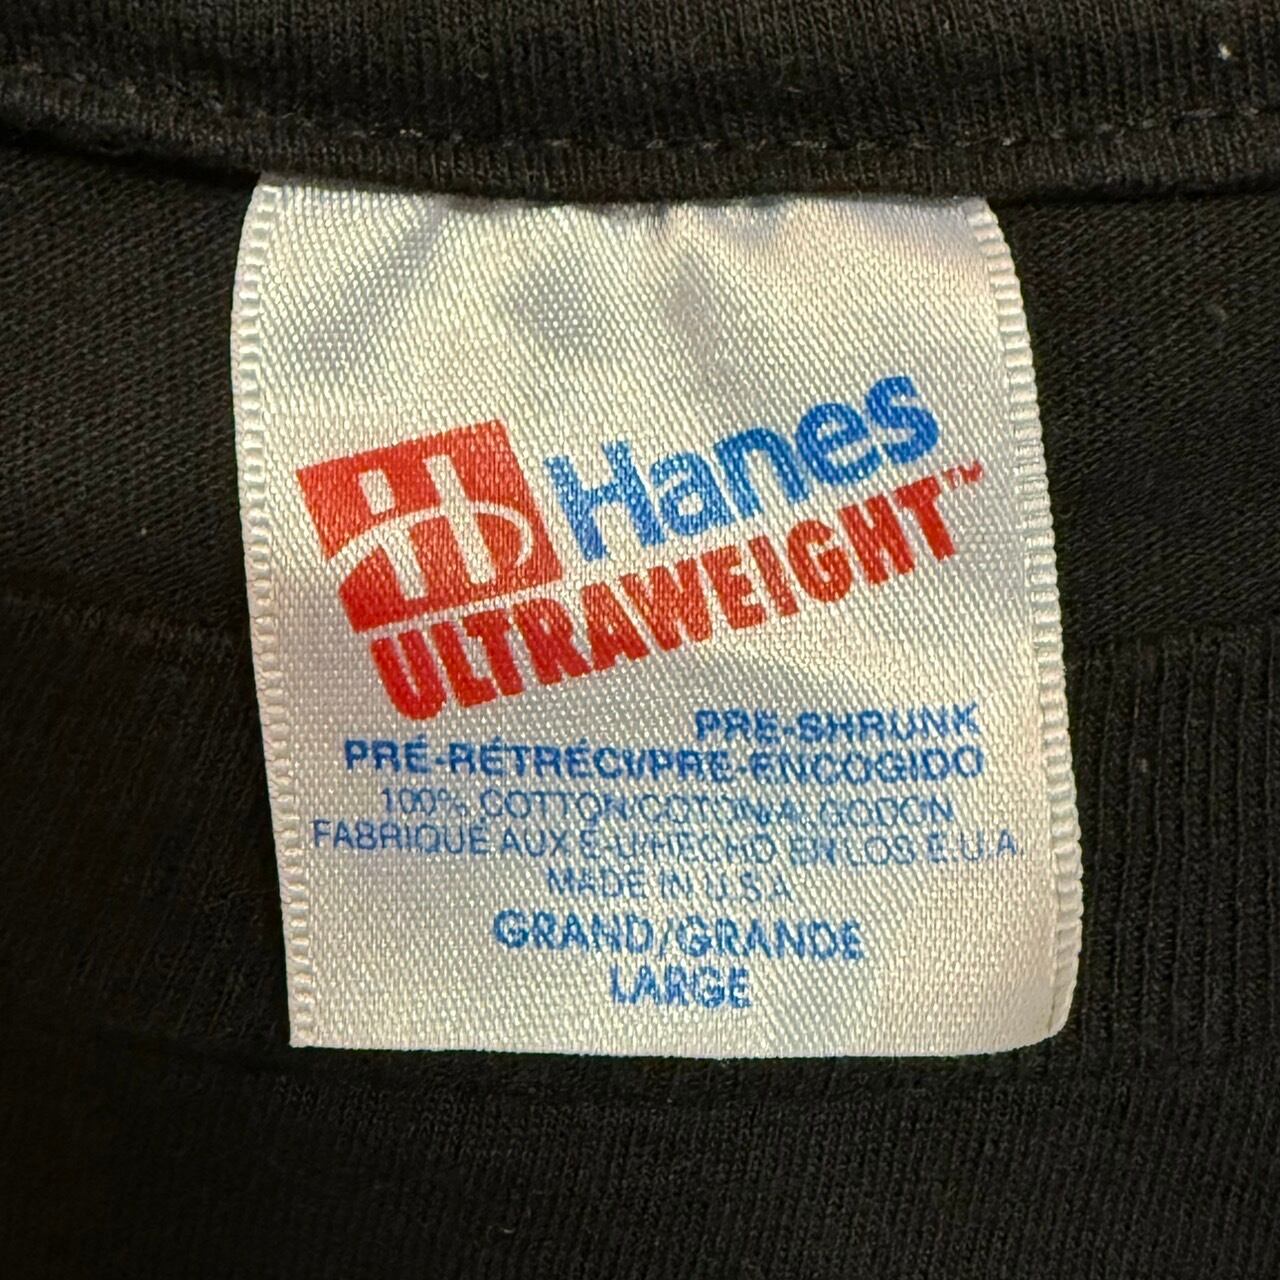 Hanes
ULTRAWEIGHT™
PRE-SHRUNK
PRÉ-RÉTRÉCI/PRE-ENCOGIDO
100% COTTON/COTON/ALGODON
FABRIQUÉ AUX É-U/HECHO EN LOS E.U.A.
MADE IN U.S.A.
GRAND/GRANDE
LARGE